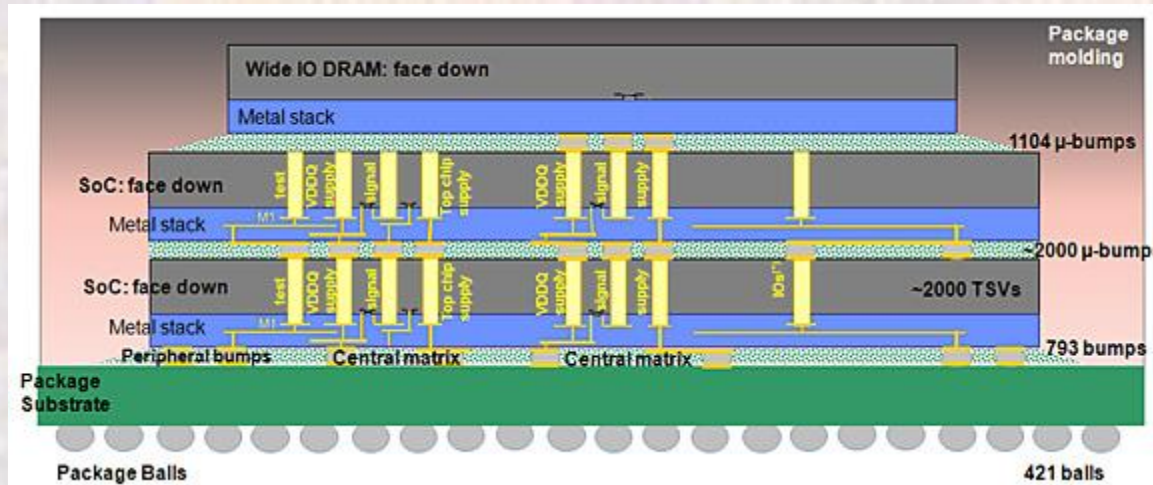 Package
molding
Wide IO DRAM: face down
Metal stack
1104 µ-bumps
SoC: face down
test
VDDQ
supply
signal
Top chip
supply
VDDQ
supply
signal
supply
M1
Metal stack
~2000 µ-bumps
SoC: face down
test
VDDQ
supply
signal
Top chip
supply
VDDQ
supply
signal
supply
IOs(*)
~2000 TSVs
M1
Metal stack
793 bumps
Peripheral bumps
Central matrix
Central matrix
Package
Substrate
Package Balls
421 balls